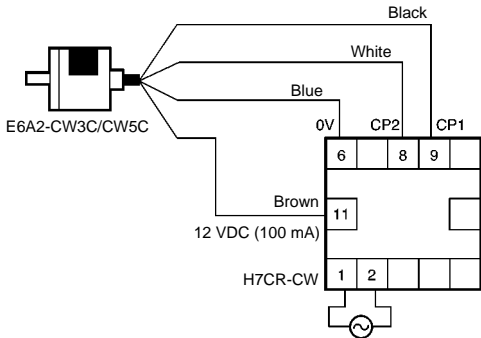 Black
White
Blue
E6A2-CW3C/CW5C
0V CP2 CP1
6 8 9
Brown
11
12 VDC (100 mA)
H7CR-CW
1 2